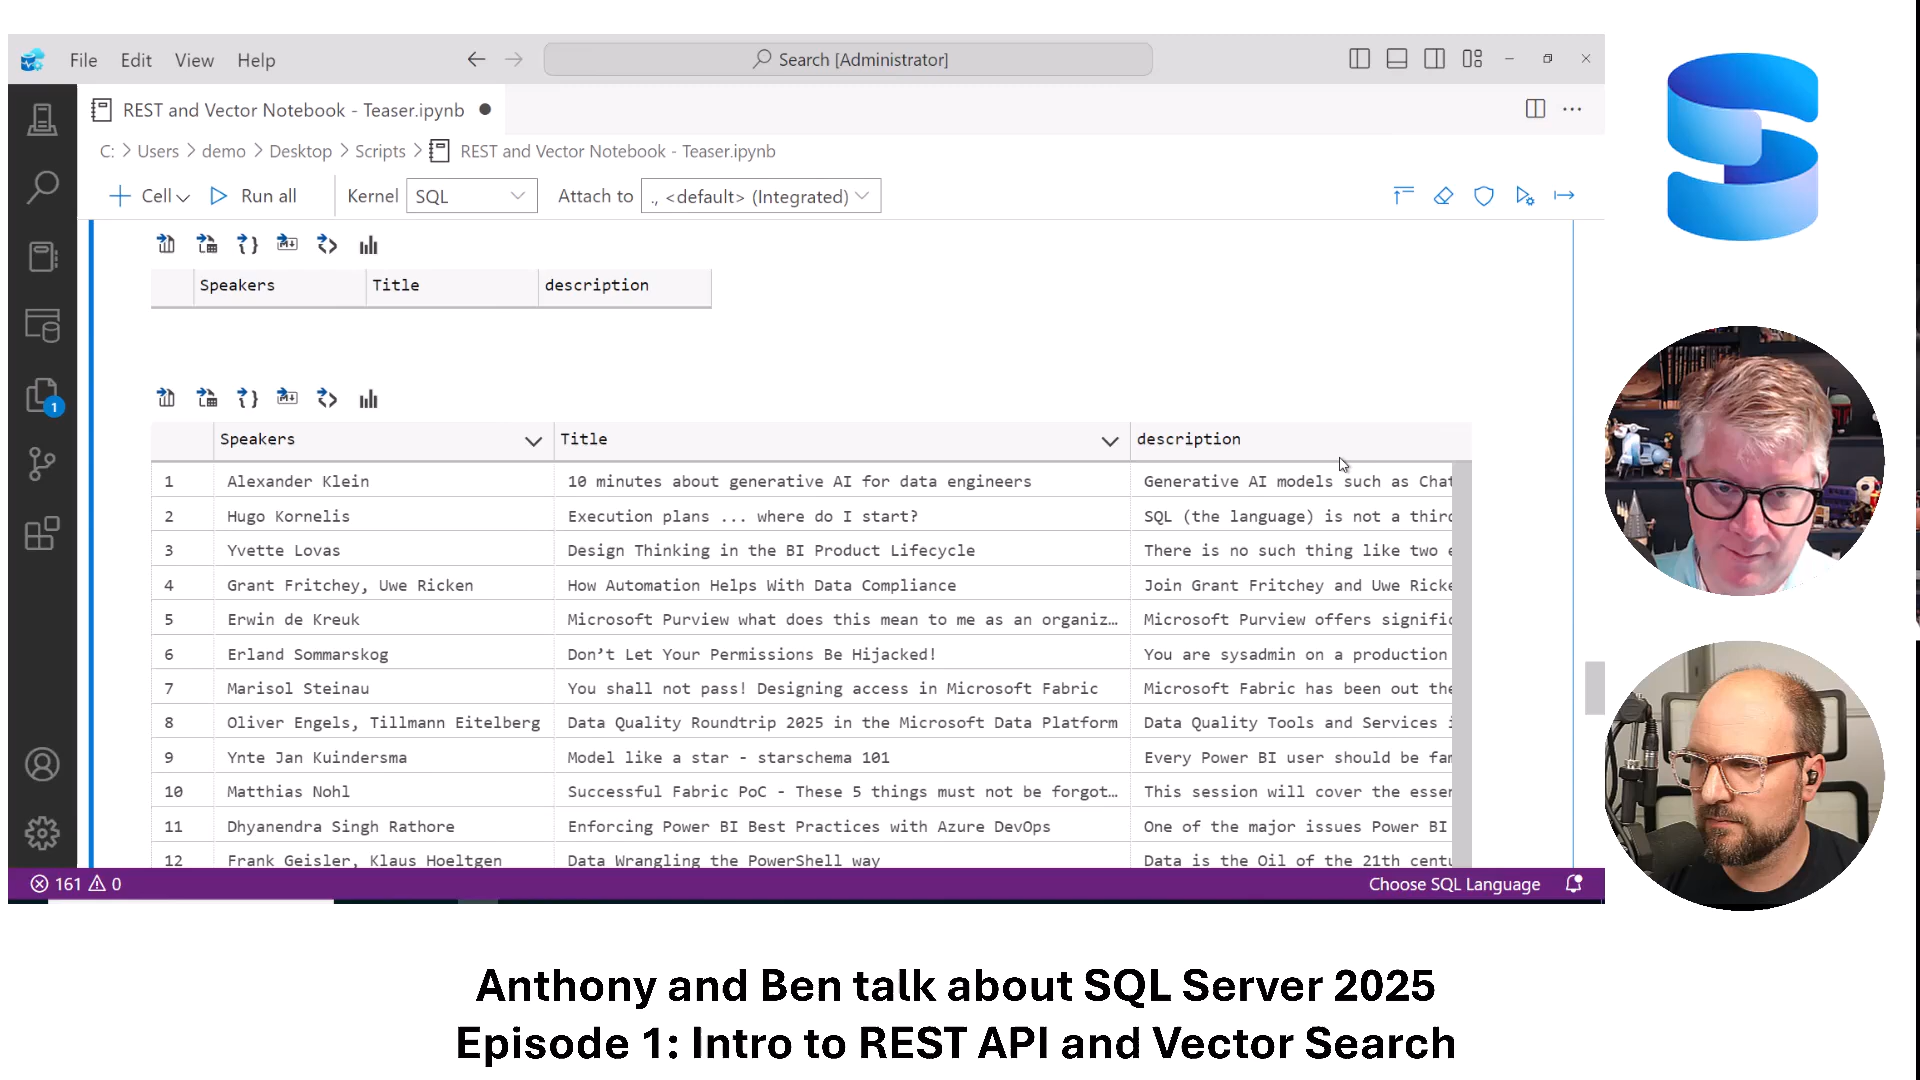 File Edit View Help Search [Administrator]
REST and Vector Notebook - Teaser.ipynb
C: > Users > demo > Desktop > Scripts > REST and Vector Notebook - Teaser.ipynb
Cell Run all Kernel SQL Attach to ., <default> (Integrated)
Speakers Title description
Speakers Title description
1 Alexander Klein 10 minutes about generative AI for data engineers Generative AI models such as Chat
2 Hugo Kornelis Execution plans ... where do I start? SQL (the language) is not a third
3 Yvette Lovas Design Thinking in the BI Product Lifecycle There is no such thing like two e
4 Grant Fritchey, Uwe Ricken How Automation Helps With Data Compliance Join Grant Fritchey and Uwe Ricke
5 Erwin de Kreuk Microsoft Purview what does this mean to me as an organiz… Microsoft Purview offers signific
6 Erland Sommarskog Don’t Let Your Permissions Be Hijacked! You are sysadmin on a production
7 Marisol Steinau You shall not pass! Designing access in Microsoft Fabric Microsoft Fabric has been out the
8 Oliver Engels, Tillmann Eitelberg Data Quality Roundtrip 2025 in the Microsoft Data Platform Data Quality Tools and Services i
9 Ynte Jan Kuindersma Model like a star - starschema 101 Every Power BI user should be fam
10 Matthias Nohl Successful Fabric PoC - These 5 things must not be forgot… This session will cover the essen
11 Dhyanendra Singh Rathore Enforcing Power BI Best Practices with Azure DevOps One of the major issues Power BI
12 Frank Geisler, Klaus Hoeltgen Data Wrangling the PowerShell way Data is the Oil of the 21th centu
1
161 0 Choose SQL Language
Anthony and Ben talk about SQL Server 2025
Episode 1: Intro to REST API and Vector Search